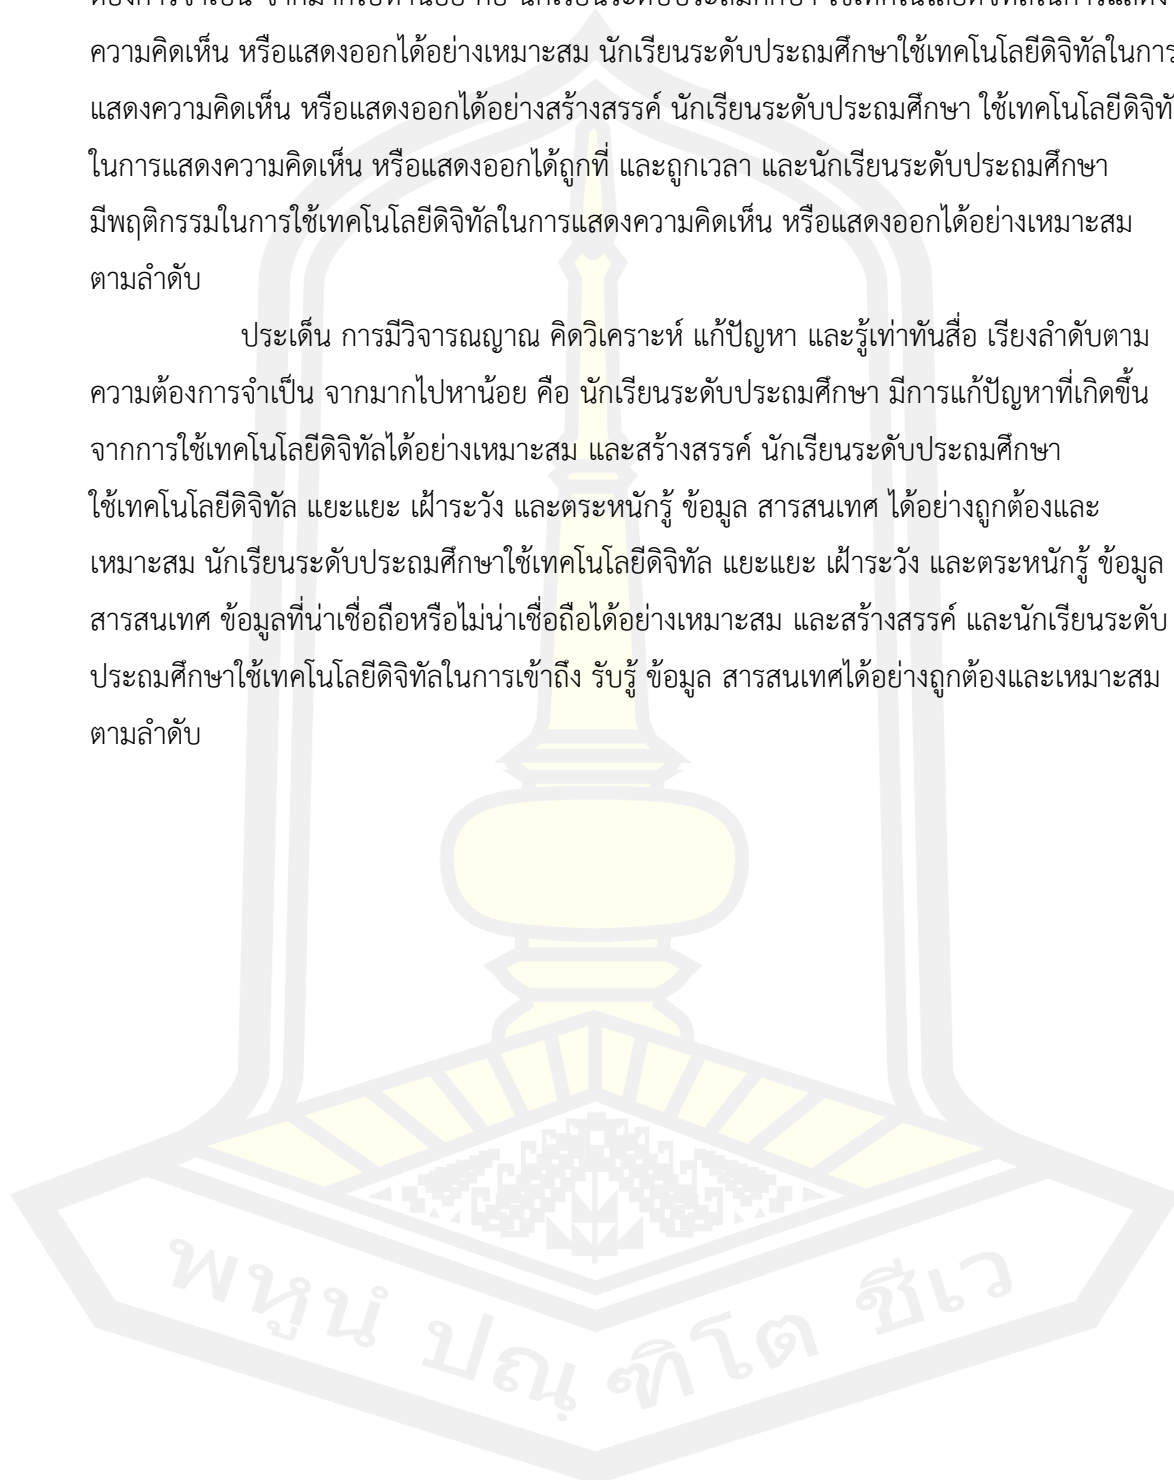 ความคิดเห็น หรือแสดงออกได้อย่างเหมาะสม นักเรียนระดับประถมศึกษาใช้เทคโนโลยีดิจิทัลในการ
แสดงความคิดเห็น หรือแสดงออกได้อย่างสร้างสรรค์ นักเรียนระดับประถมศึกษา ใช้เทคโนโลยีดิจิทั
ในการแสดงความคิดเห็น หรือแสดงออกได้ถูกที่ และถูกเวลา และนักเรียนระดับประถมศึกษา
มีพฤติกรรมในการใช้เทคโนโลยีดิจิทัลในการแสดงความคิดเห็น หรือแสดงออกได้อย่างเหมาะสม
ตามลำดับ
ประเด็น การมีวิจารณญาณ คิดวิเคราะห์ แก้ปัญหา และรู้เท่าทันสื่อ เรียงลำดับตาม
ความต้องการจำเป็น จากมากไปหาน้อย คือ นักเรียนระดับประถมศึกษา มีการแก้ปัญหาที่เกิดขึ้น
จากการใช้เทคโนโลยีดิจิทัลได้อย่างเหมาะสม และสร้างสรรค์ นักเรียนระดับประถมศึกษา
ใช้เทคโนโลยีดิจิทัล แยะแยะ เฝ้าระวัง และตระหนักรู้ ข้อมูล สารสนเทศ ได้อย่างถูกต้องและ
เหมาะสม นักเรียนระดับประถมศึกษาใช้เทคโนโลยีดิจิทัล แยะแยะ เฝ้าระวัง และตระหนักรู้ ข้อมูล
สารสนเทศ ข้อมูลที่น่าเชื่อถือหรือไม่น่าเชื่อถือได้อย่างเหมาะสม และสร้างสรรค์ และนักเรียนระดับ
ประถมศึกษาใช้เทคโนโลยีดิจิทัลในการเข้าถึง รับรู้ ข้อมูล สารสนเทศได้อย่างถูกต้องและเหมาะสม
ตามลำดับ
พหูนํ ปณฺฑิโต ชีเว